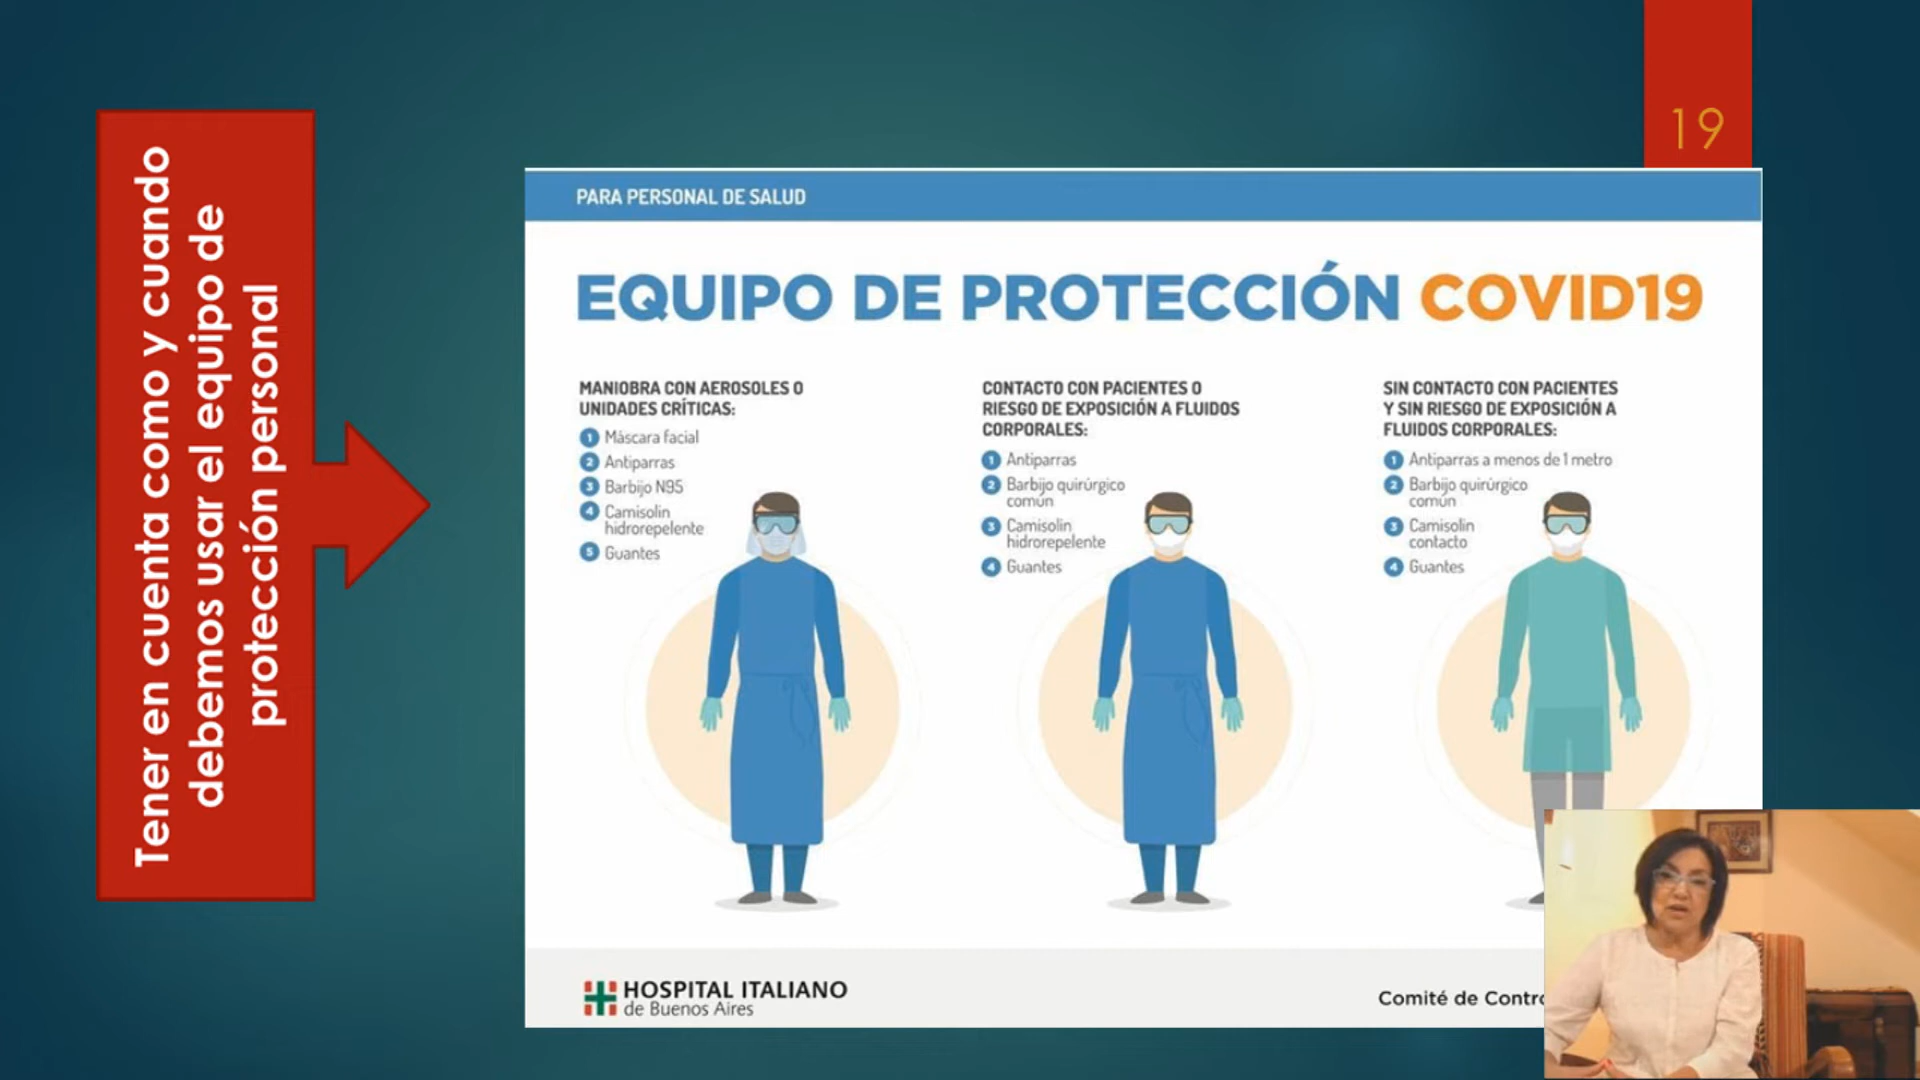 Tener en cuenta como y cuando
debemos usar el equipo de
protección personal
19
PARA PERSONAL DE SALUD
EQUIPO DE PROTECCIÓN COVID19
MANIOBRA CON AEROSOLES O
UNIDADES CRÍTICAS:
1 Máscara facial
2 Antiparras
3 Barbijo N95
4 Camisolin
hidrorepelente
5 Guantes
CONTACTO CON PACIENTES O
RIESGO DE EXPOSICIÓN A FLUIDOS
CORPORALES:
1 Antiparras
2 Barbijo quirúrgico
común
3 Camisolin
hidrorepelente
4 Guantes
SIN CONTACTO CON PACIENTES
Y SIN RIESGO DE EXPOSICIÓN A
FLUIDOS CORPORALES:
1 Antiparras a menos de 1 metro
2 Barbijo quirúrgico
común
3 Camisolin
contacto
4 Guantes
HOSPITAL ITALIANO
de Buenos Aires
Comité de Contro